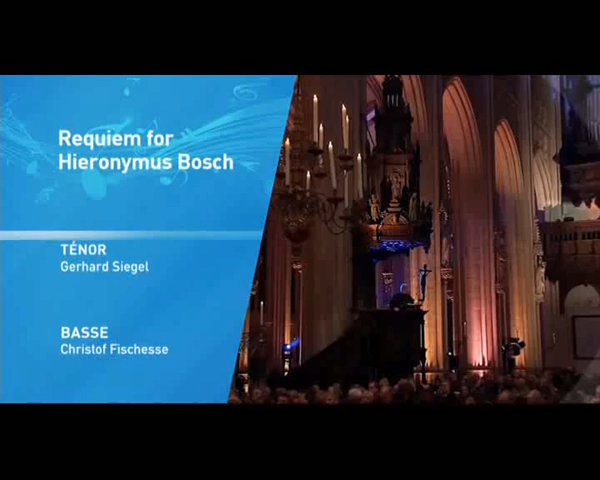 Requiem for
Hieronymus Bosch
TÉNOR
Gerhard Siegel
BASSE
Christof Fischesse